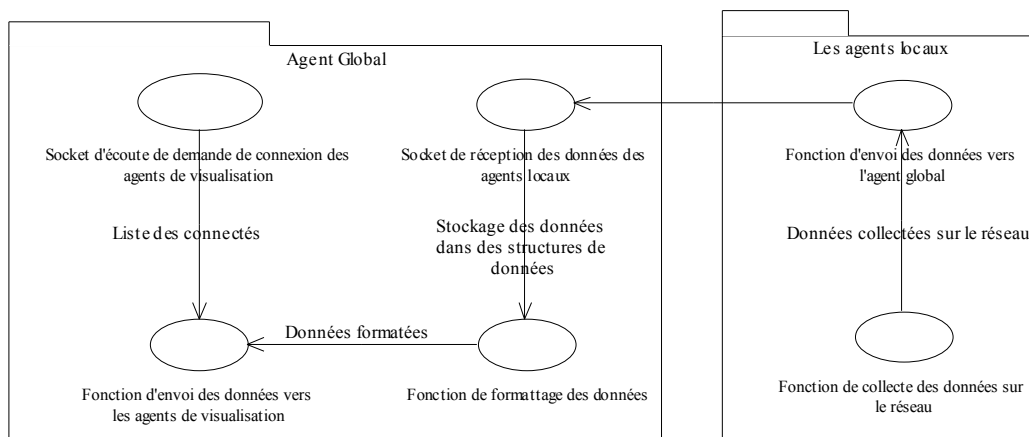 Agent Global
Socket d'écoute de demande de connexion des
agents de visualisation
Socket de réception des données des
agents locaux
Liste des connectés
Stockage des données
dans des structures de
données
Données formatées
Fonction d'envoi des données vers
les agents de visualisation
Fonction de formattage des données
Les agents locaux
Fonction d'envoi des données vers
l'agent global
Données collectées sur le réseau
Fonction de collecte des données sur
le réseau